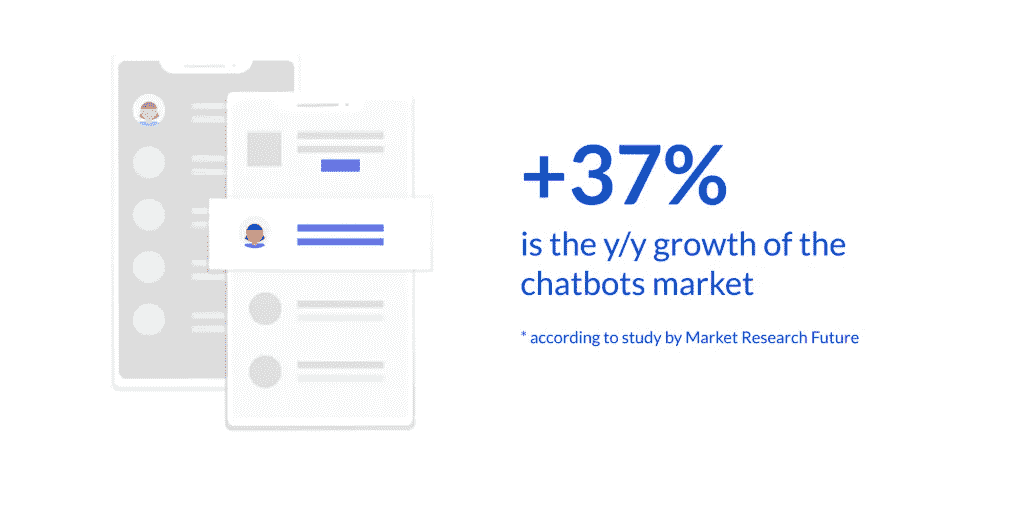 +37%
is the y/y growth of the
chatbots market
* according to study by Market Research Future